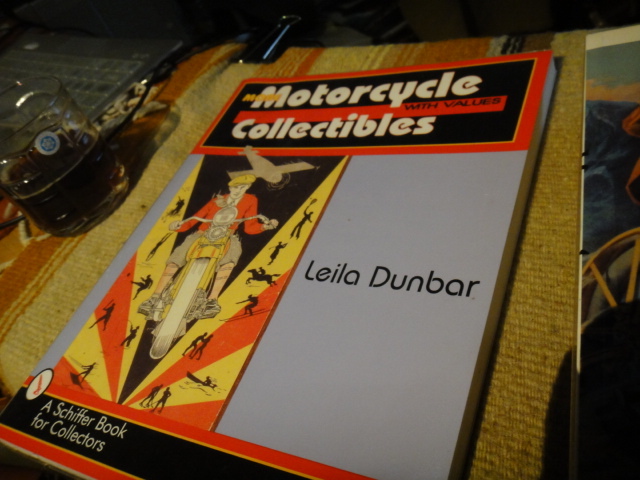 Motorcycle
WITH VALUES
Collectibles
Leila Dunbar
A Schiffer Book
for Collectors